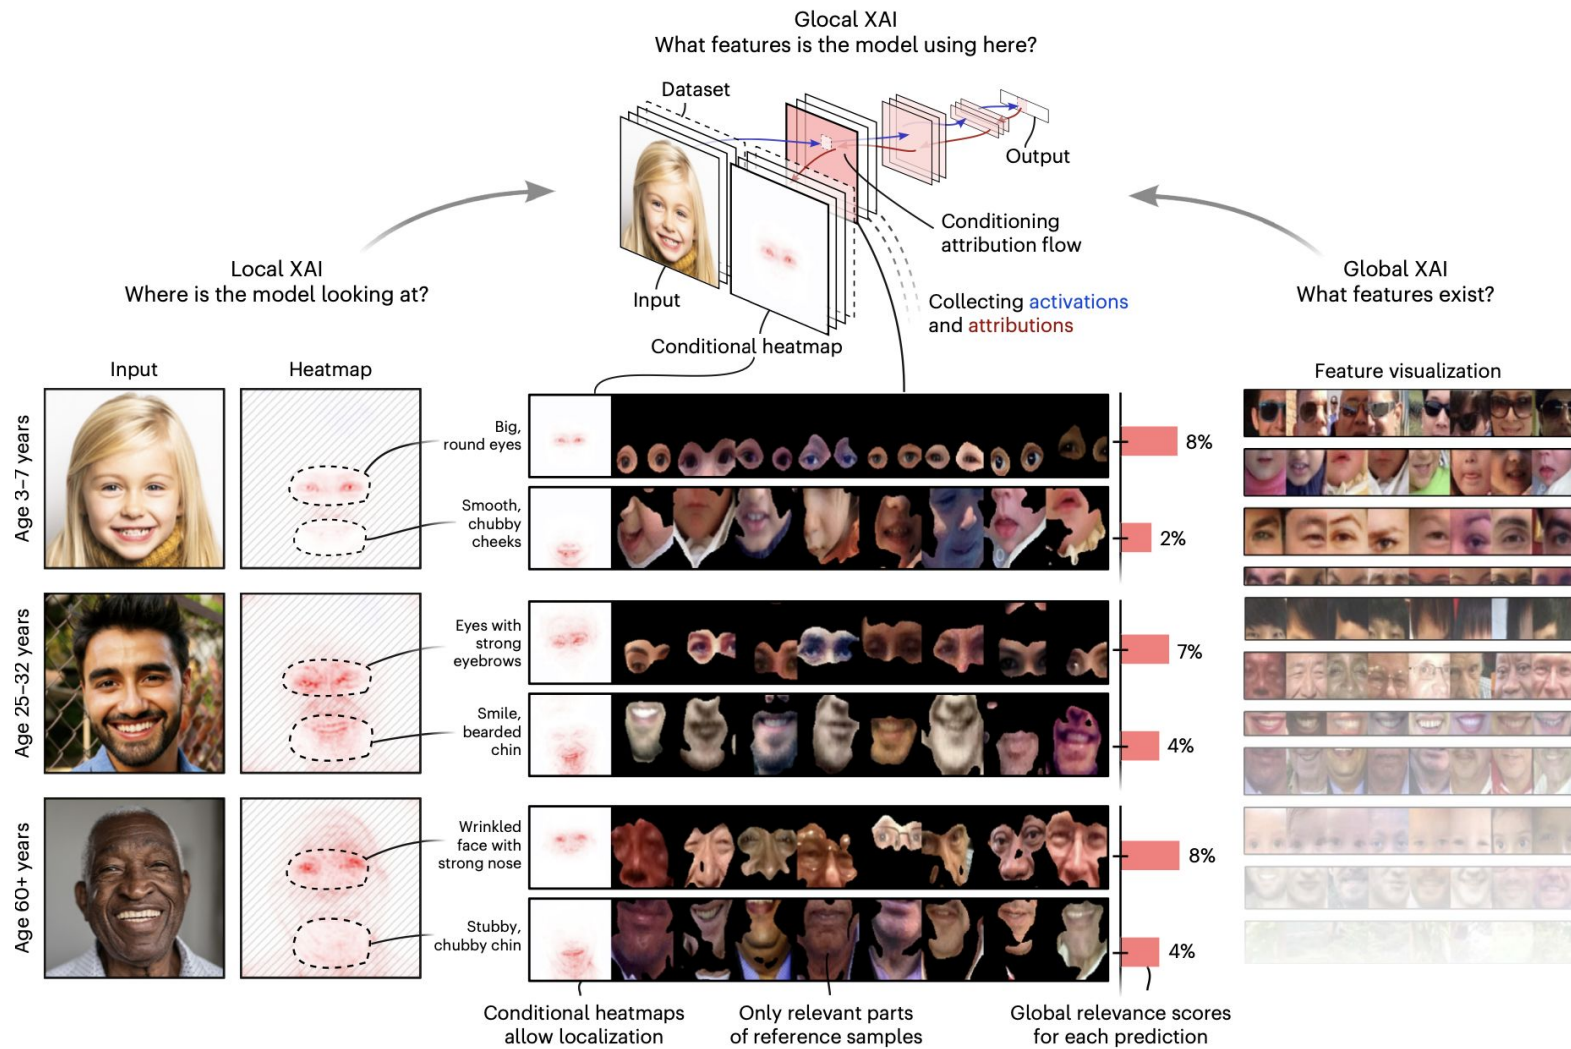 Glocal XAI
What features is the model using here?
Dataset
Output
Conditioning
attribution flow
Input
Collecting activations
and attributions
Conditional heatmap
Local XAI
Where is the model looking at?
Global XAI
What features exist?
Input
Heatmap
Feature visualization
Age 3–7 years
Big,
round eyes
8%
Smooth,
chubby
cheeks
2%
Age 25–32 years
Eyes with
strong
eyebrows
7%
Smile,
bearded
chin
4%
Age 60+ years
Wrinkled
face with
strong nose
8%
Stubby,
chubby chin
4%
Conditional heatmaps
allow localization
Only relevant parts
of reference samples
Global relevance scores
for each prediction